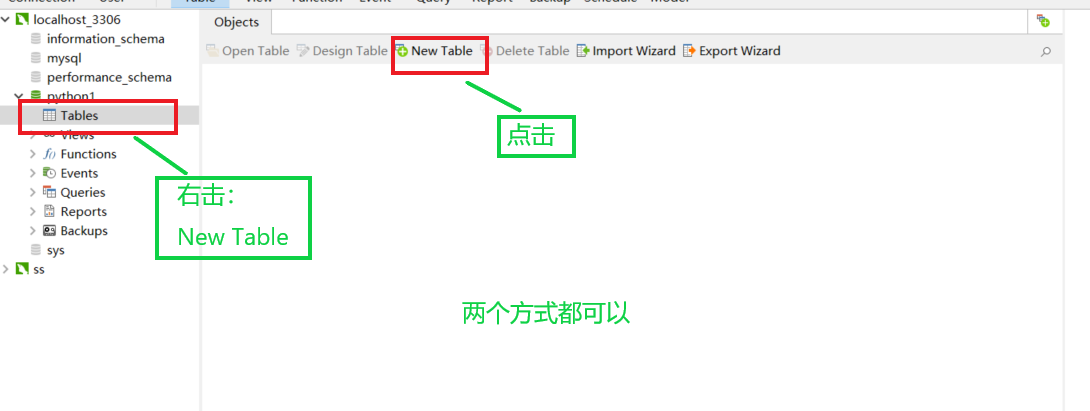 Connection User Table View Function Event Query Report Backup Schedule Model
localhost_3306
Objects
information_schema
Open Table Design Table New Table Delete Table Import Wizard Export Wizard
mysql
performance_schema
python1
Tables
Views
Functions
Events
Queries
Reports
Backups
sys
ss
点击
右击：
New Table
两个方式都可以